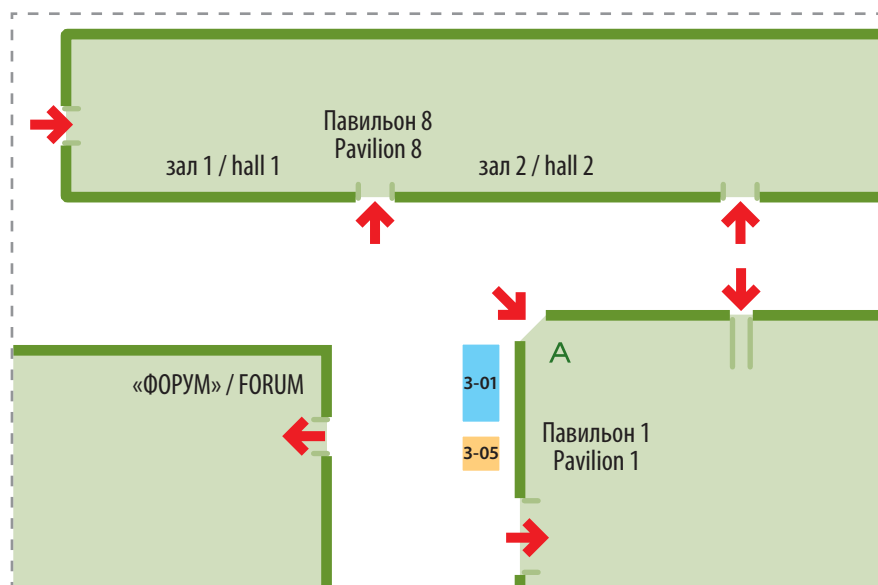 Павильон 8
Pavilion 8
зал 1 / hall 1
зал 2 / hall 2
А
«ФОРУМ» / FORUM
3-01
3-05
Павильон 1
Pavilion 1